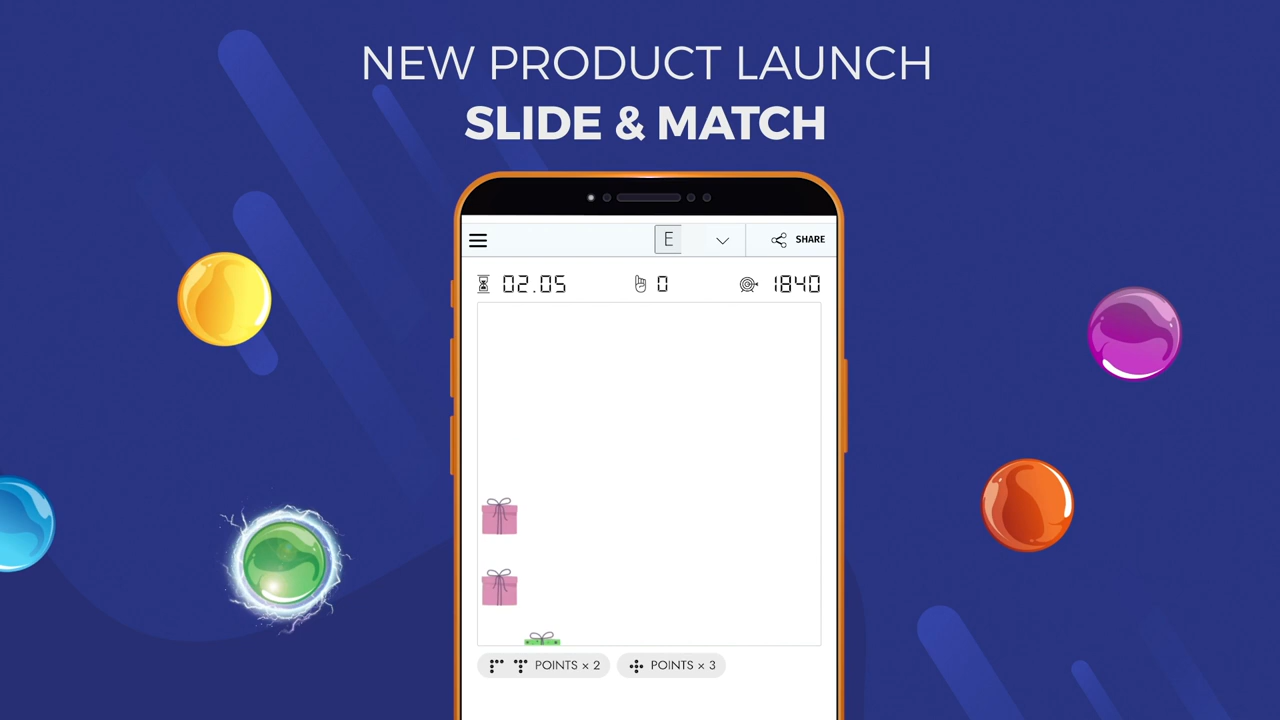 NEW PRODUCT LAUNCH
SLIDE & MATCH
E
SHARE
02.05 0 1840
POINTS × 2 POINTS × 3